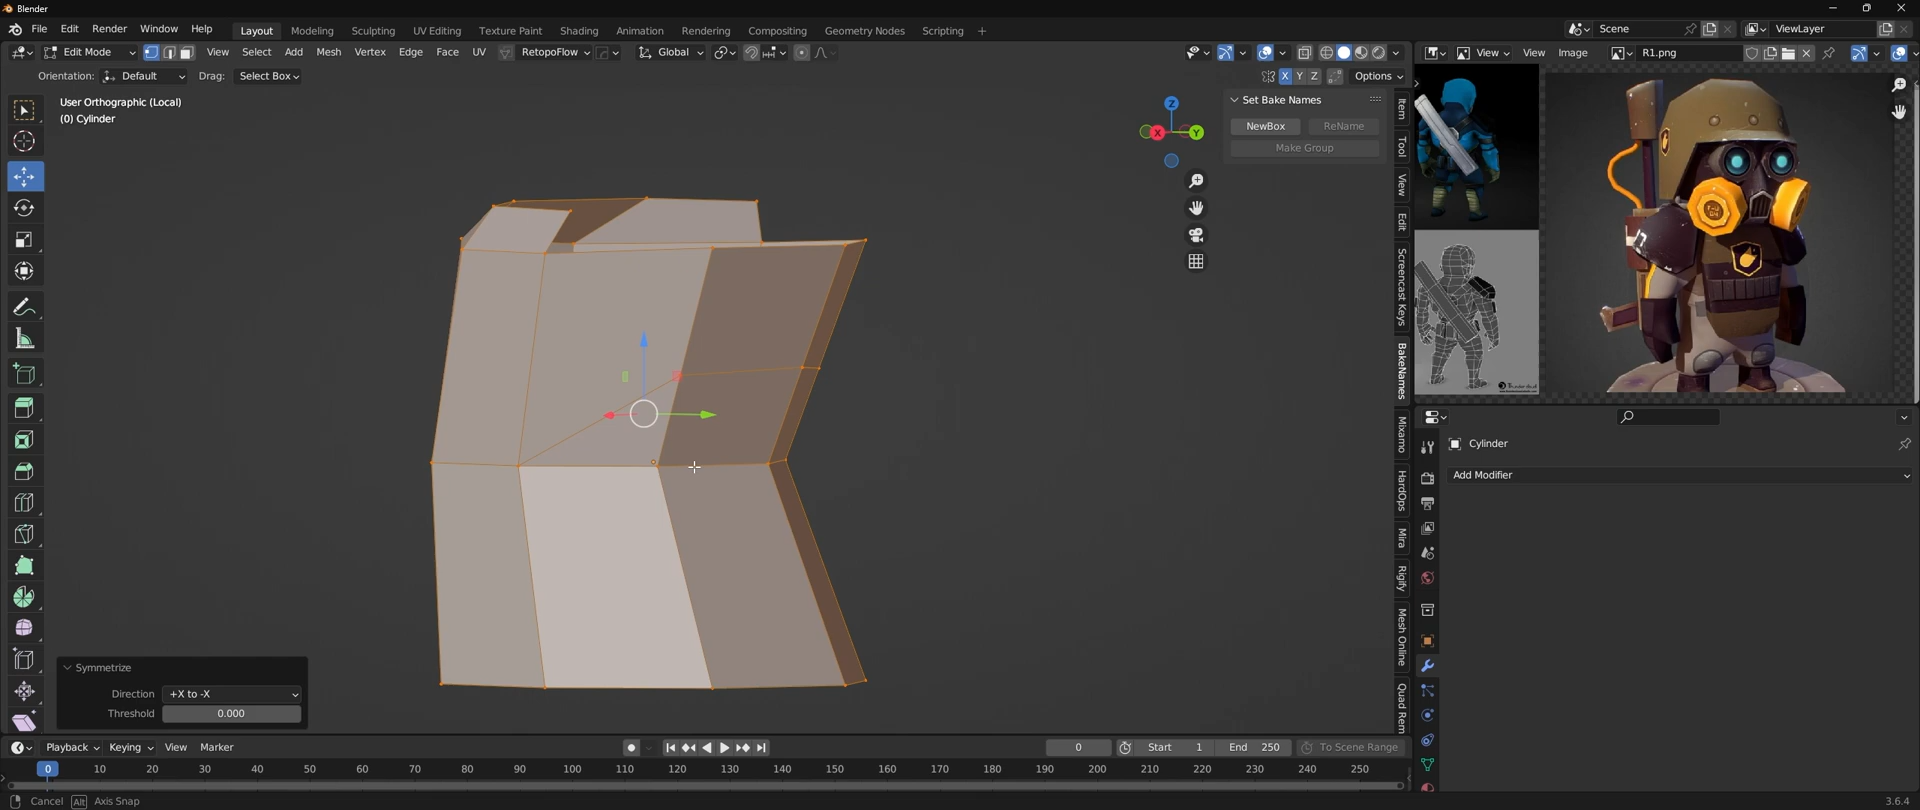 Blender
File Edit Render Window Help Layout Modeling Sculpting UV Editing Texture Paint Shading Animation Rendering Compositing Geometry Nodes Scripting + Scene ViewLayer
Edit Mode View Select Add Mesh Vertex Edge Face UV RetopoFlow Global View View Image R1.png
Orientation: Default Drag: Select Box X Y Z Options
User Orthographic (Local)
(0) Cylinder
Set Bake Names
NewBox ReName
Make Group
Z
X Y
Item
Tool
View
Edit
Screencast Keys
BakeNames
Mixamo
HardOps
Mira
Rigify
Mesh Online
Quad Rem
Cylinder
Add Modifier
Symmetrize
Direction +X to -X
Threshold 0.000
Playback Keying View Marker 0 Start 1 End 250 To Scene Range
0 10 20 30 40 50 60 70 80 90 100 110 120 130 140 150 160 170 180 190 200 210 220 230 240 250
Cancel Alt Axis Snap 3.6.4